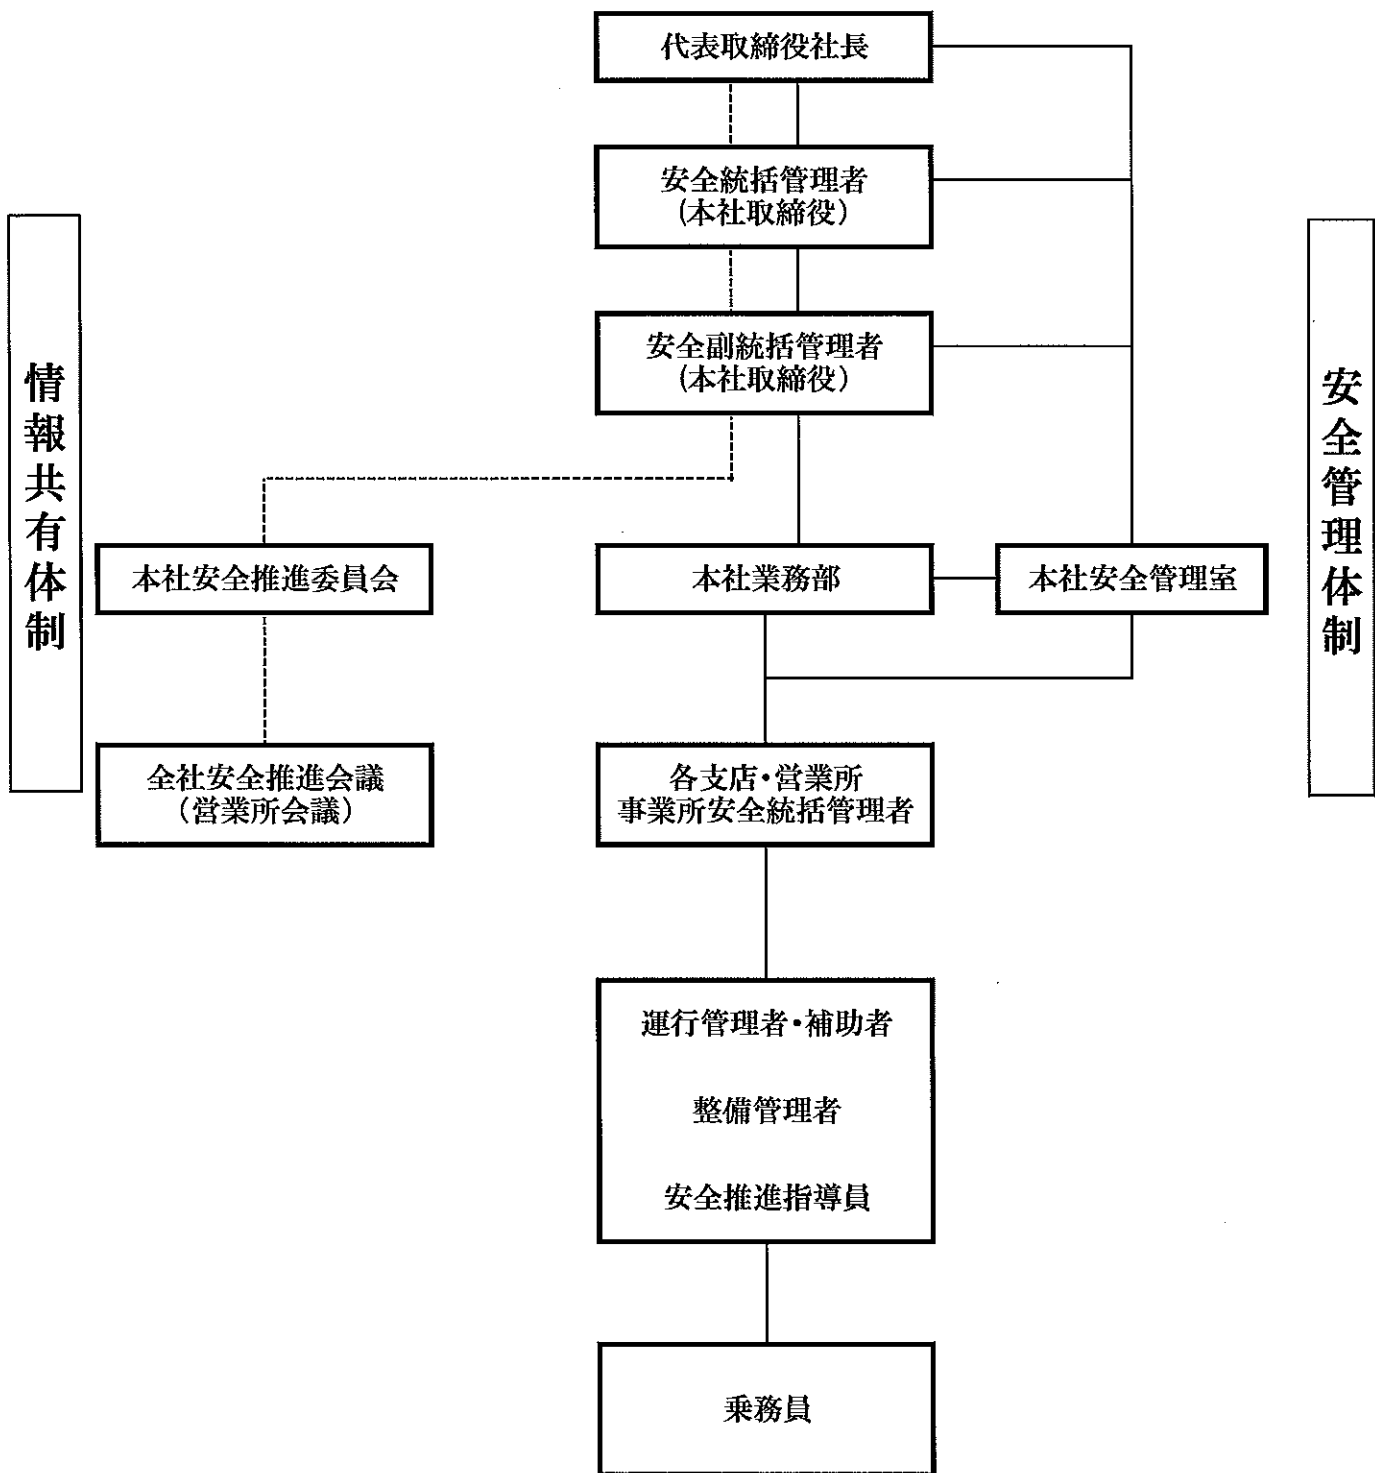 代表取締役社長
安全統括管理者
(本社取締役)
安全副統括管理者
(本社取締役)
情報共有体制
安全管理体制
本社安全推進委員会
本社業務部
本社安全管理室
全社安全推進会議
(営業所会議)
各支店・営業所
事業所安全統括管理者
運行管理者・補助者
整備管理者
安全推進指導員
乗務員